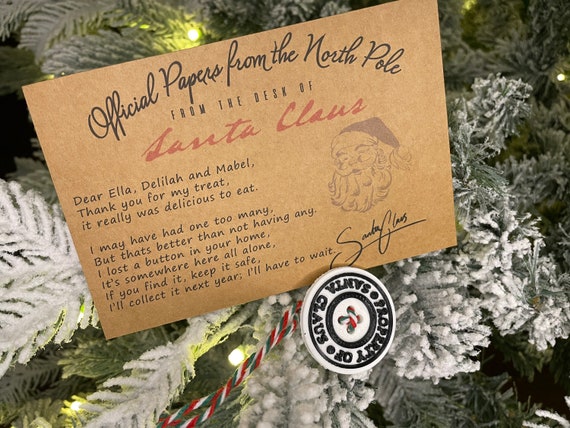 Official Papers from the North Pole
FROM THE DESK OF
Santa Claus
Dear Ella, Delilah and Mabel,
Thank you for my treat,
it really was delicious to eat.
I may have had one too many,
But thats better than not having any.
I lost a button in your home,
It's somewhere here all alone,
If you find it, keep it safe,
I'll collect it next year; I'll have to wait.
Santa Claus
PROPERTY OF
SANTA CLAUS